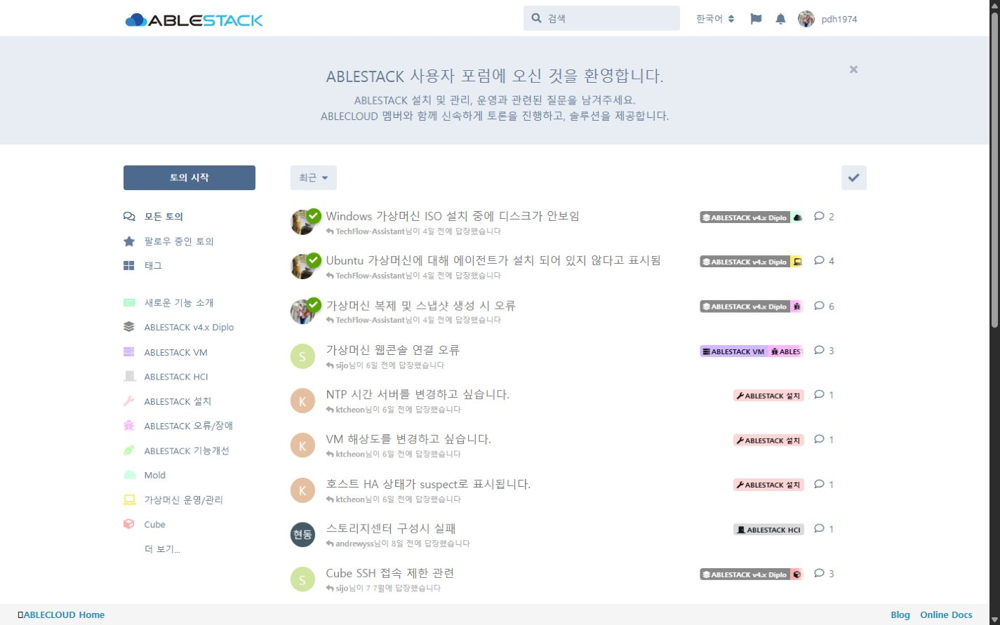 ABLESTACK
검색
한국어
pdh1974
ABLESTACK 사용자 포럼에 오신 것을 환영합니다.
ABLESTACK 설치 및 관리, 운영과 관련된 질문을 남겨주세요.
ABLECLOUD 멤버와 함께 신속하게 토론을 진행하고, 솔루션을 제공합니다.
토의 시작
모든 토의
팔로우 중인 토의
태그
새로운 기능 소개
ABLESTACK v4.x Diplo
ABLESTACK VM
ABLESTACK HCI
ABLESTACK 설치
ABLESTACK 오류/장애
ABLESTACK 기능개선
Mold
가상머신 운영/관리
Cube
더 보기...
최근
Windows 가상머신 ISO 설치 중에 디스크가 안보임
TechFlow-Assistant님이 4일 전에 답장했습니다
ABLESTACK v4.x Diplo
2
Ubuntu 가상머신에 대해 에이전트가 설치 되어 있지 않다고 표시됨
TechFlow-Assistant님이 4일 전에 답장했습니다
ABLESTACK v4.x Diplo
4
가상머신 복제 및 스냅샷 생성 시 오류
TechFlow-Assistant님이 4일 전에 답장했습니다
ABLESTACK v4.x Diplo
6
S
가상머신 웹콘솔 연결 오류
sijo님이 6일 전에 답장했습니다
ABLESTACK VM
ABLEST
3
K
NTP 시간 서버를 변경하고 싶습니다.
ktcheon님이 6일 전에 답장했습니다
ABLESTACK 설치
1
K
VM 해상도를 변경하고 싶습니다.
ktcheon님이 6일 전에 답장했습니다
ABLESTACK 설치
1
K
호스트 HA 상태가 suspect로 표시됩니다.
ktcheon님이 6일 전에 답장했습니다
ABLESTACK 설치
1
현동
스토리지센터 구성시 실패
andrewyss님이 8일 전에 답장했습니다
ABLESTACK HCI
1
S
Cube SSH 접속 제한 관련
sijo님이 7 7월에 답장했습니다
ABLESTACK v4.x Diplo
3
ABLECLOUD Home
Blog
Online Docs